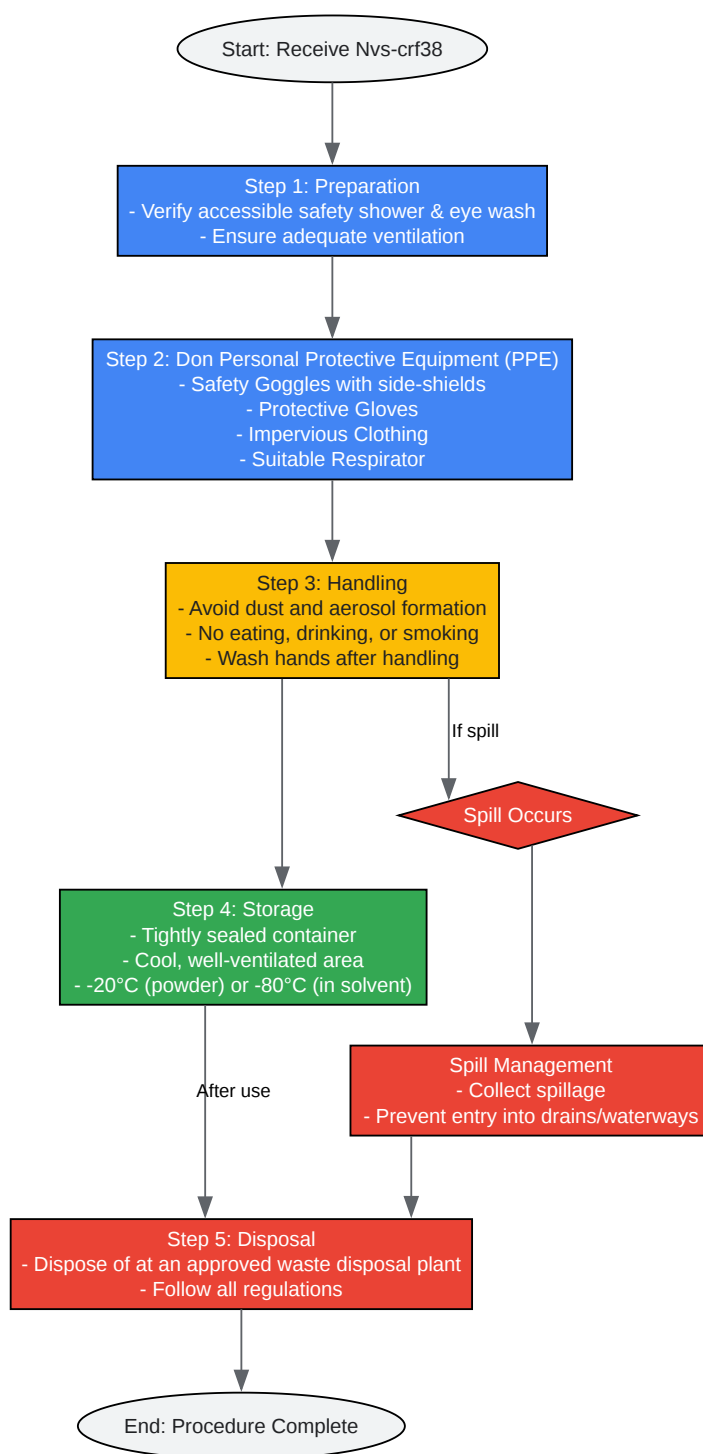 Start: Receive Nvs-crf38
Step 1: Preparation
- Verify accessible safety shower & eye wash
- Ensure adequate ventilation
Step 2: Don Personal Protective Equipment (PPE)
- Safety Goggles with side-shields
- Protective Gloves
- Impervious Clothing
- Suitable Respirator
Step 3: Handling
- Avoid dust and aerosol formation
- No eating, drinking, or smoking
- Wash hands after handling
If spill
Spill Occurs
Step 4: Storage
- Tightly sealed container
- Cool, well-ventilated area
- -20°C (powder) or -80°C (in solvent)
Spill Management
- Collect spillage
- Prevent entry into drains/waterways
After use
Step 5: Disposal
- Dispose of at an approved waste disposal plant
- Follow all regulations
End: Procedure Complete